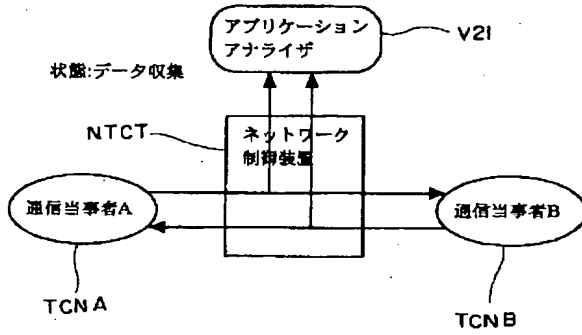 アプリケーション
アナライザ
V21
状態:データ収集
NTCT
ネットワーク
制御装置
通信当事者A
通信当事者B
TCNA
TCNB